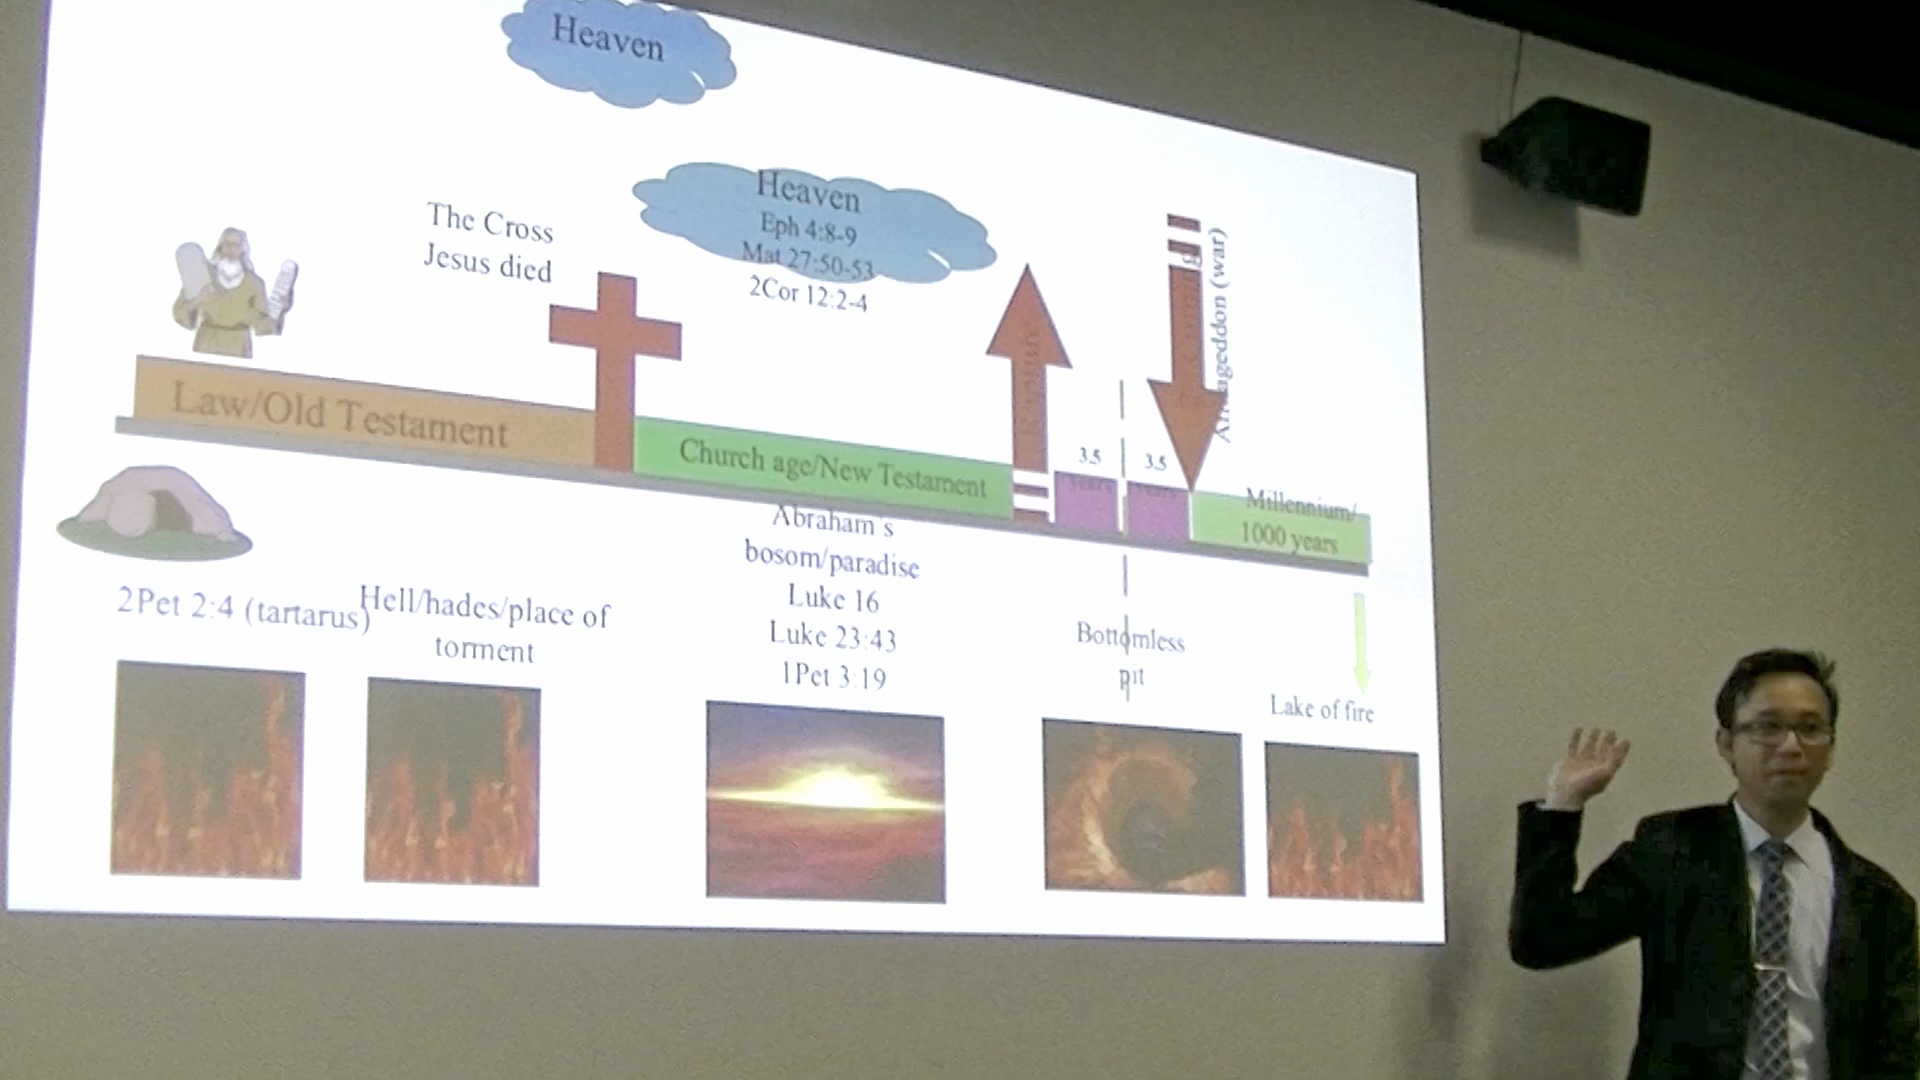 Heaven
Heaven
Eph 4:8-9
Mat 27:50-53
2Cor 12:2-4
The Cross
Jesus died
Law/Old Testament
Church age/New Testament
Rapture
3.5
years
3.5
years
(war)
Millennium/
1000 years
2Pet 2:4 (tartarus)
Hell/hades/place of
torment
Abraham's
bosom/paradise
Luke 16
Luke 23:43
1Pet 3:19
Bottomless
pit
Lake of fire